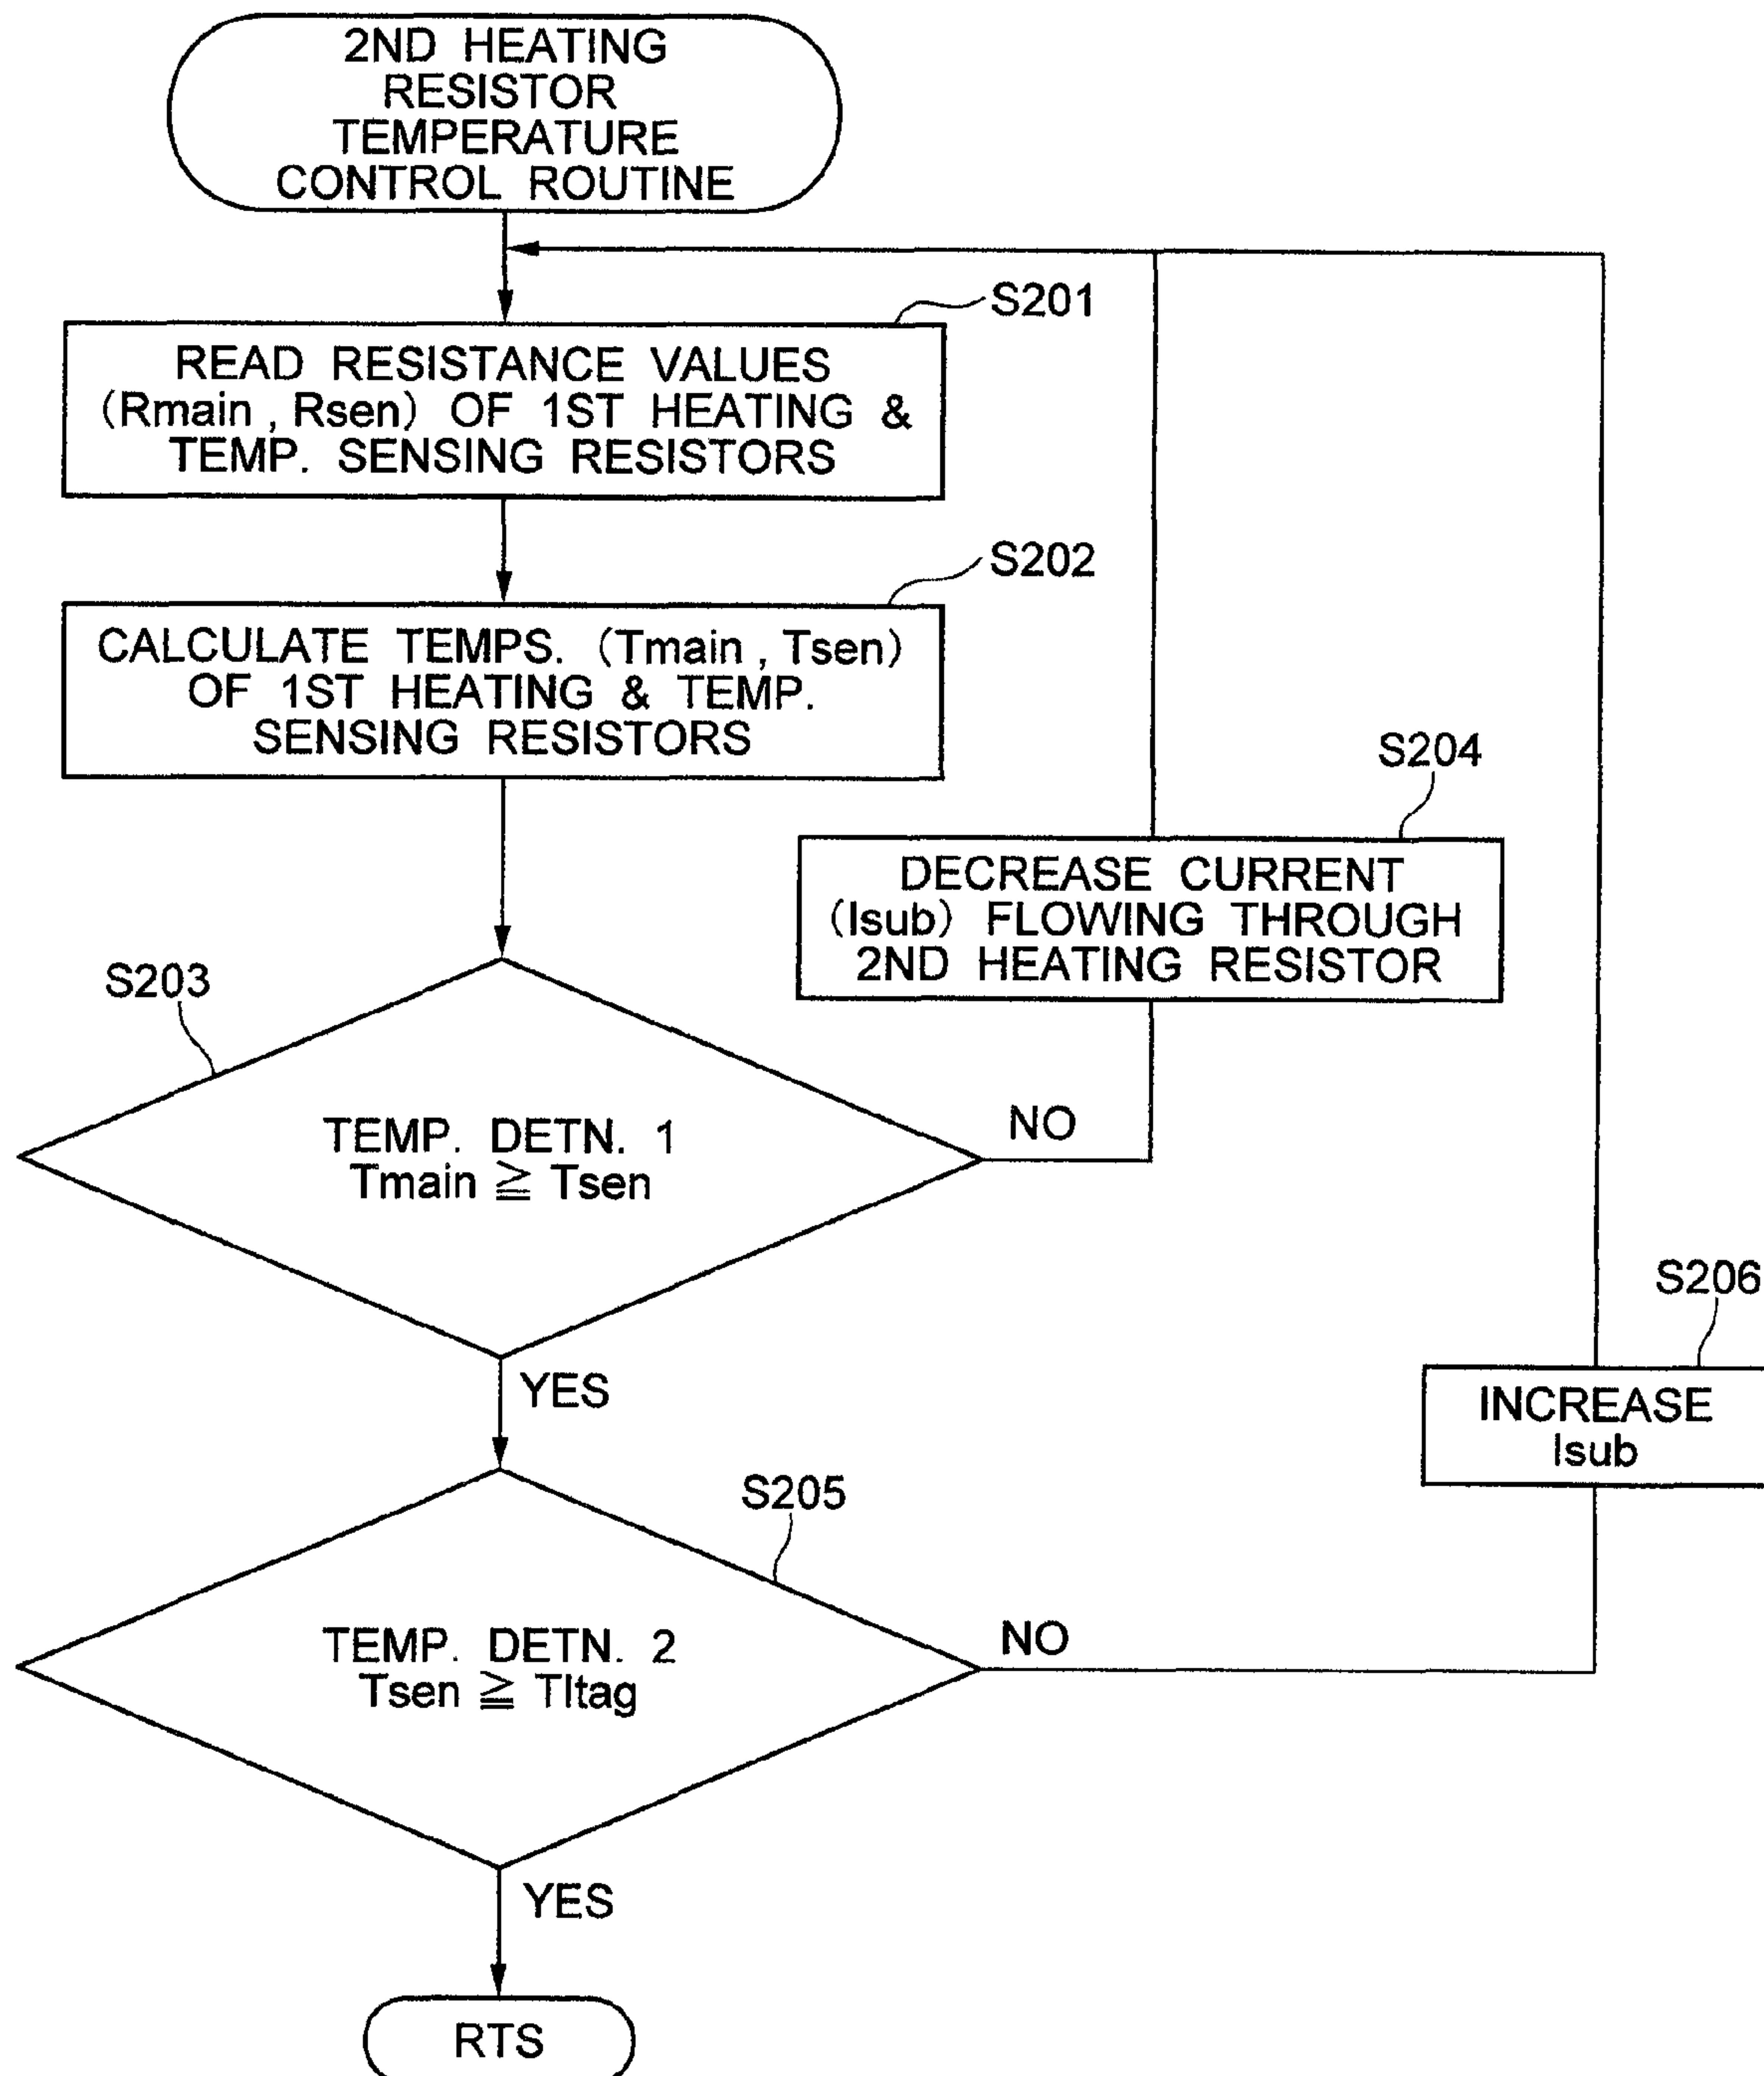 2ND HEATING
RESISTOR
TEMPERATURE
CONTROL ROUTINE
S201
READ RESISTANCE VALUES
(Rmain , Rsen) OF 1ST HEATING &
TEMP. SENSING RESISTORS
S202
CALCULATE TEMPS. (Tmain , Tsen)
OF 1ST HEATING & TEMP.
SENSING RESISTORS
S204
DECREASE CURRENT
(Isub) FLOWING THROUGH
2ND HEATING RESISTOR
S203
TEMP. DETN. 1
Tmain ≧ Tsen
NO
YES
S206
INCREASE
Isub
S205
TEMP. DETN. 2
Tsen ≧ Tltag
NO
YES
RTS